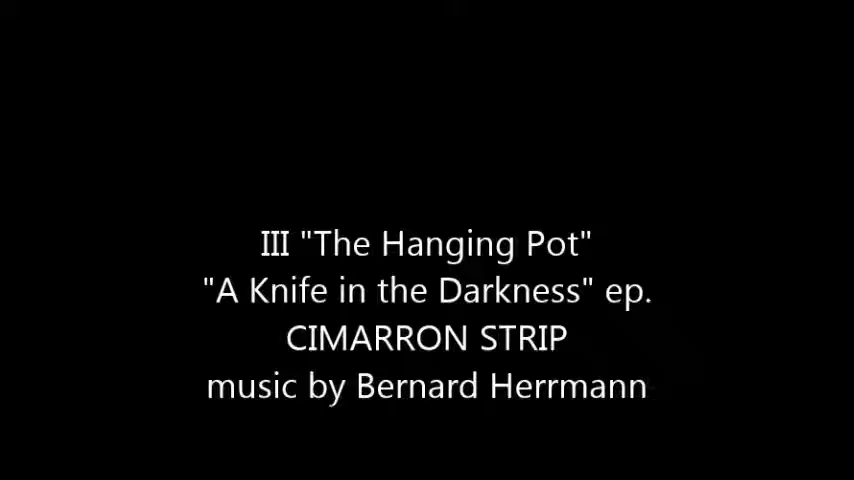 III "The Hanging Pot"
"A Knife in the Darkness" ep.
CIMARRON STRIP
music by Bernard Herrmann